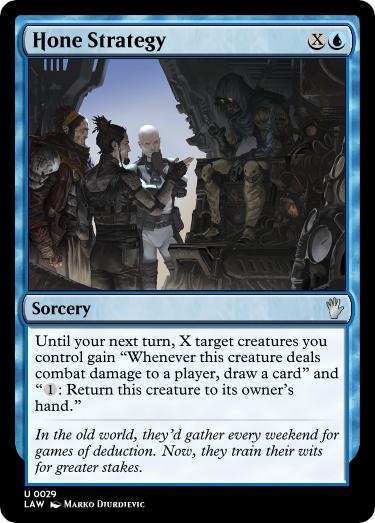 Hone Strategy X
Sorcery
Until your next turn, X target creatures you
control gain “Whenever this creature deals
combat damage to a player, draw a card” and
“1: Return this creature to its owner’s
hand.”
In the old world, they’d gather every weekend for
games of deduction. Now, they train their wits
for greater stakes.
U 0029
LAW Marko Djurdjevic